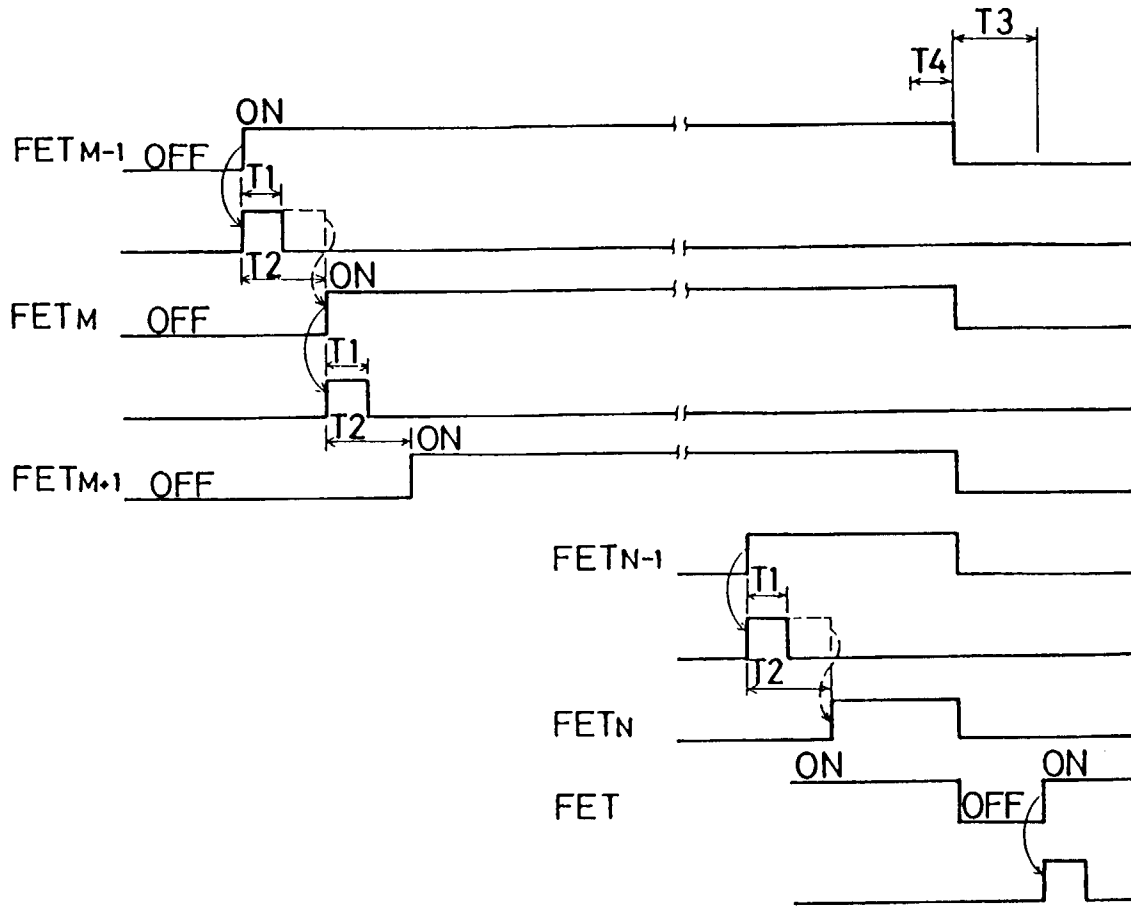 T3
T4
ON
FETM-1 OFF
T1
T2
ON
FETM OFF
T1
T2
ON
FETM+1 OFF
FETN-1
T1
T2
FETN
ON ON
FET OFF